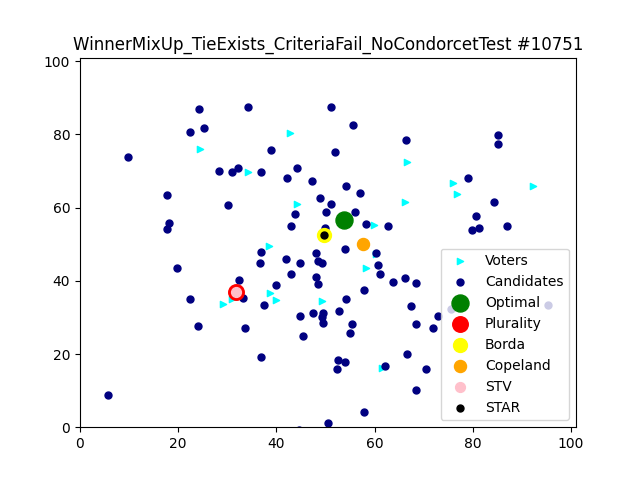 WinnerMixUp_TieExists_CriteriaFail_NoCondorcetTest #10751
100
80
60
40
20
0
0 20 40 60 80 100
Voters
Candidates
Optimal
Plurality
Borda
Copeland
STV
STAR